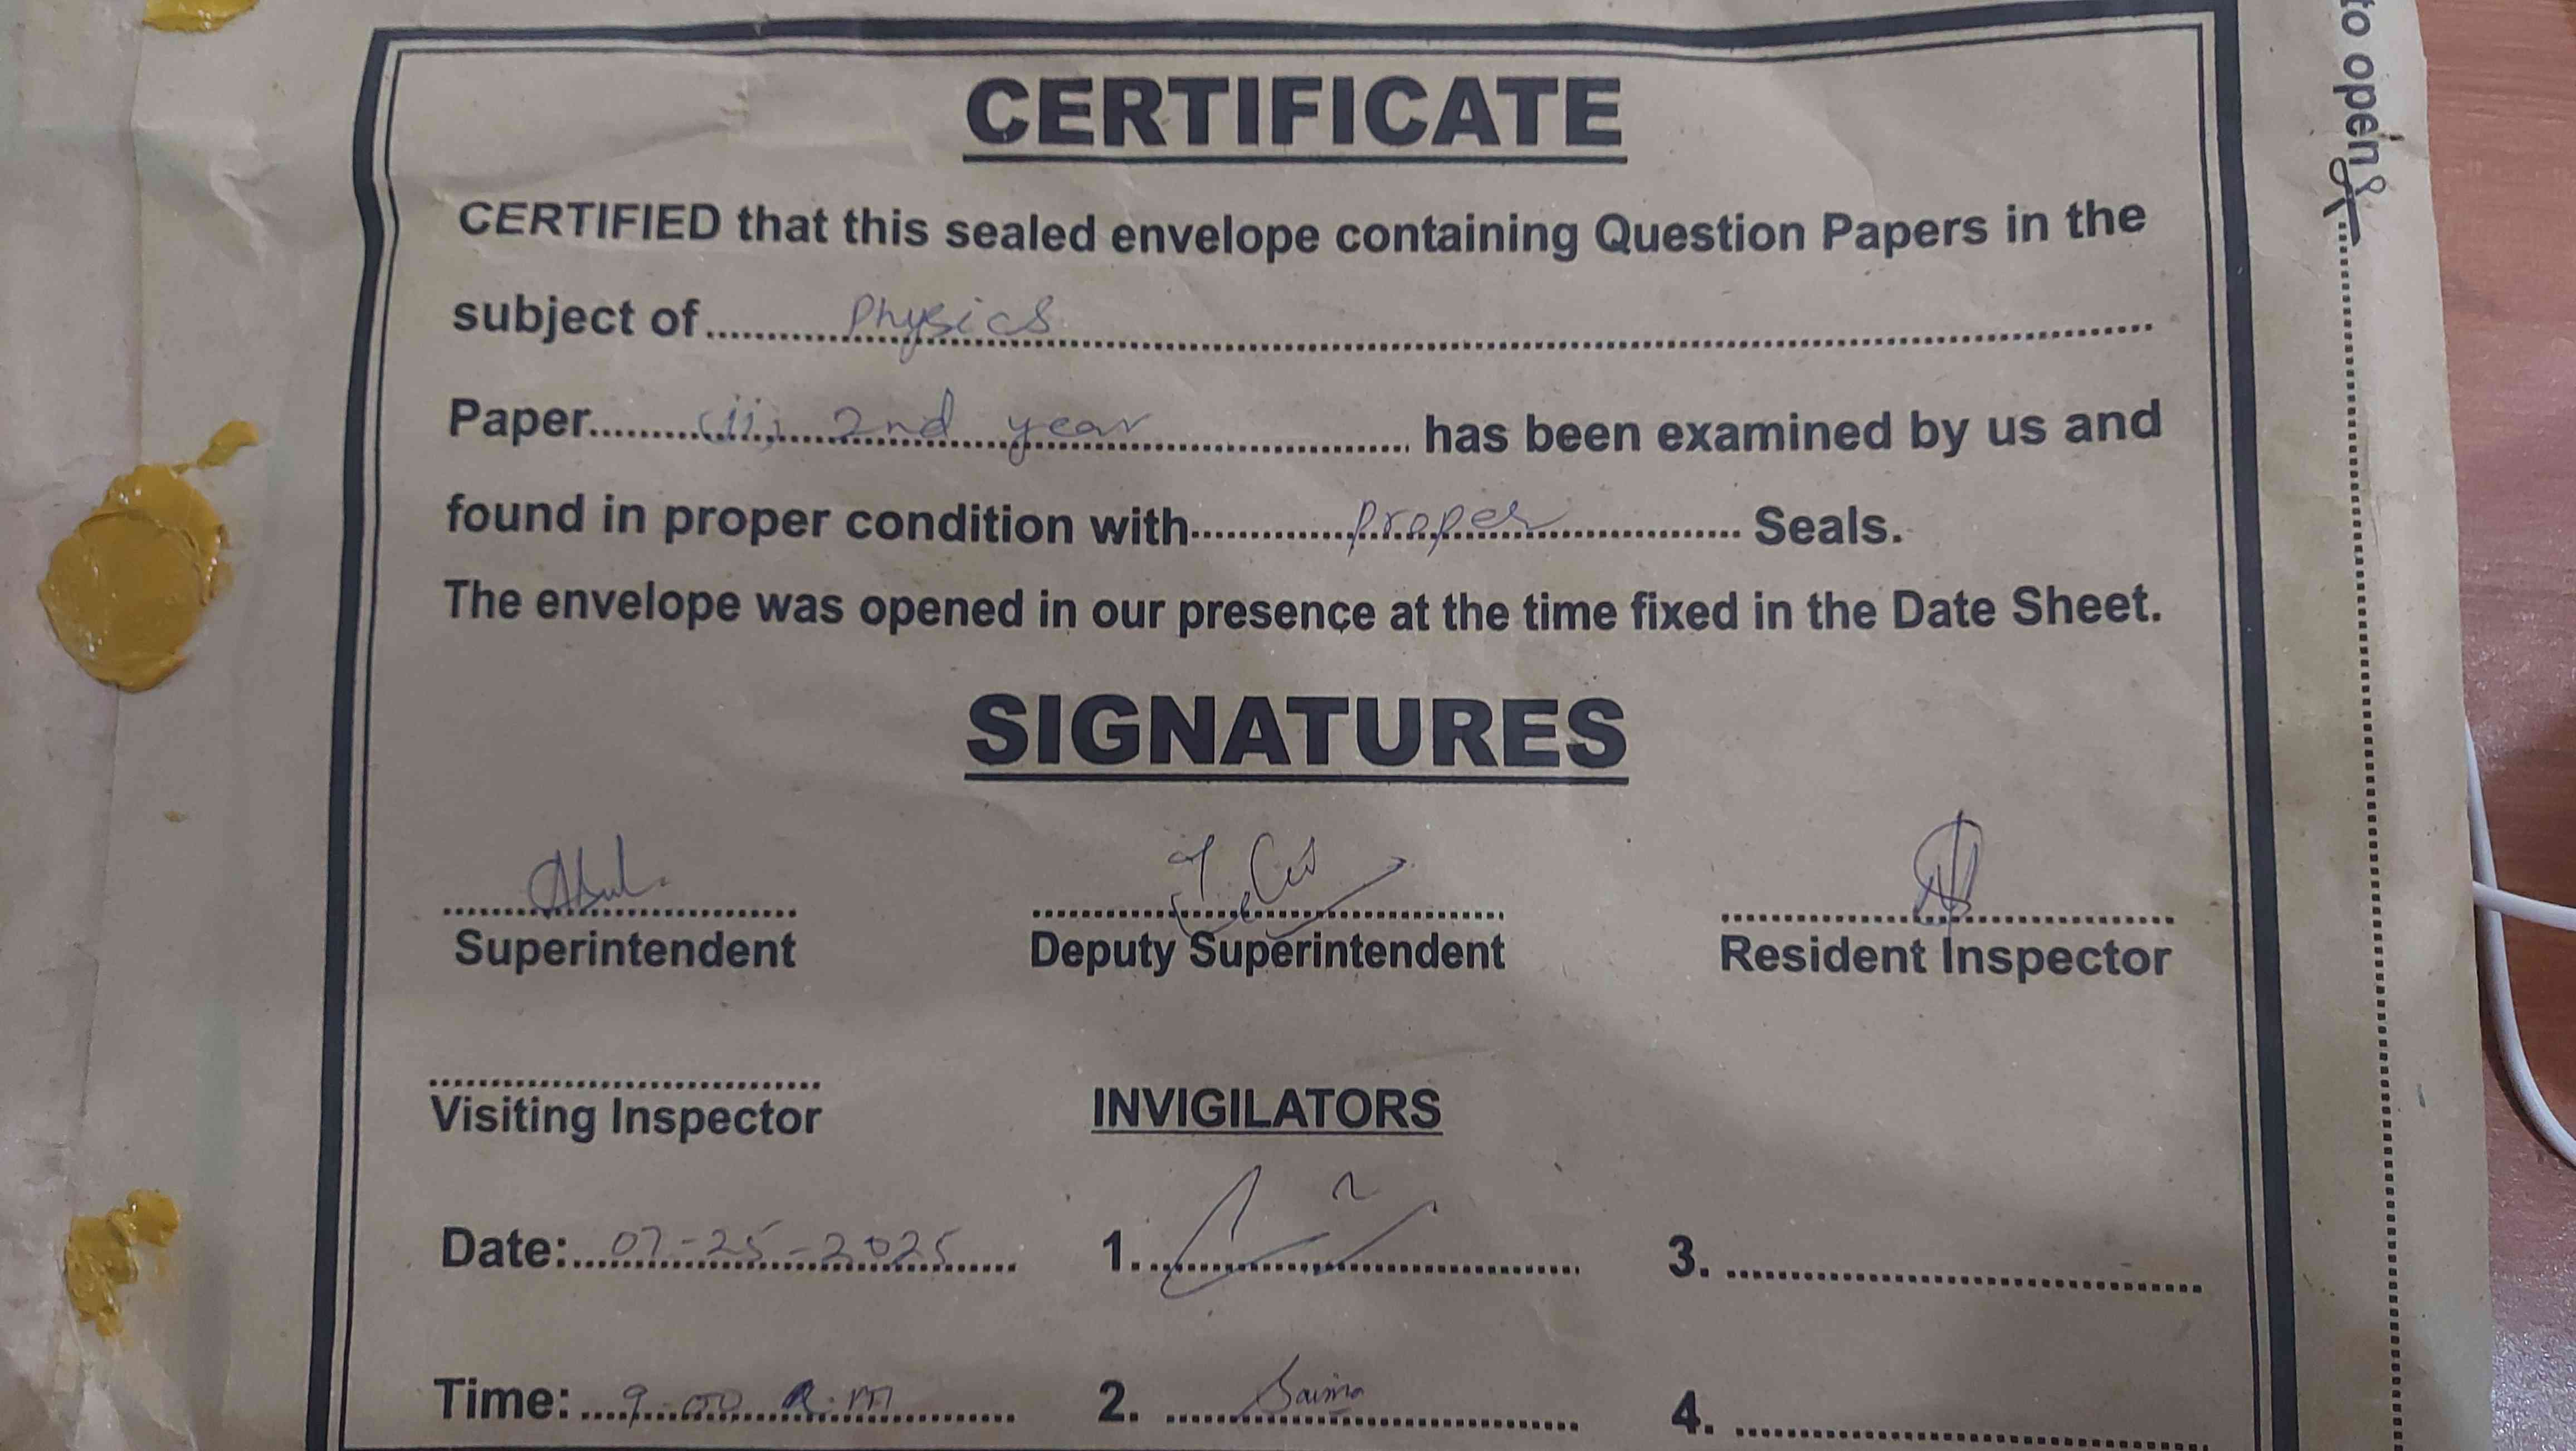 to open
CERTIFICATE
CERTIFIED that this sealed envelope containing Question Papers in the
subject of Physics
Paper (ii) 2nd year has been examined by us and
found in proper condition with proper Seals.
The envelope was opened in our presence at the time fixed in the Date Sheet.
SIGNATURES
Superintendent Deputy Superintendent Resident Inspector
Visiting Inspector INVIGILATORS
Date: 07-25-2025 1. 3.
Time: 9-00 a.m 2. Saima 4.